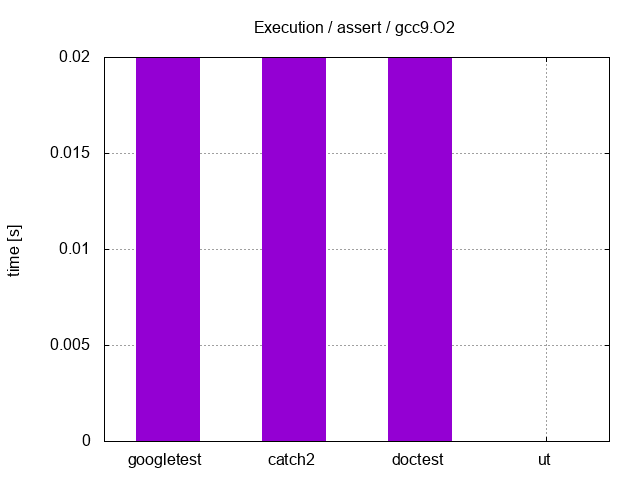 Execution / assert / gcc9.O2
0.02
0.015
0.01
0.005
0
time [s]
googletest catch2 doctest ut